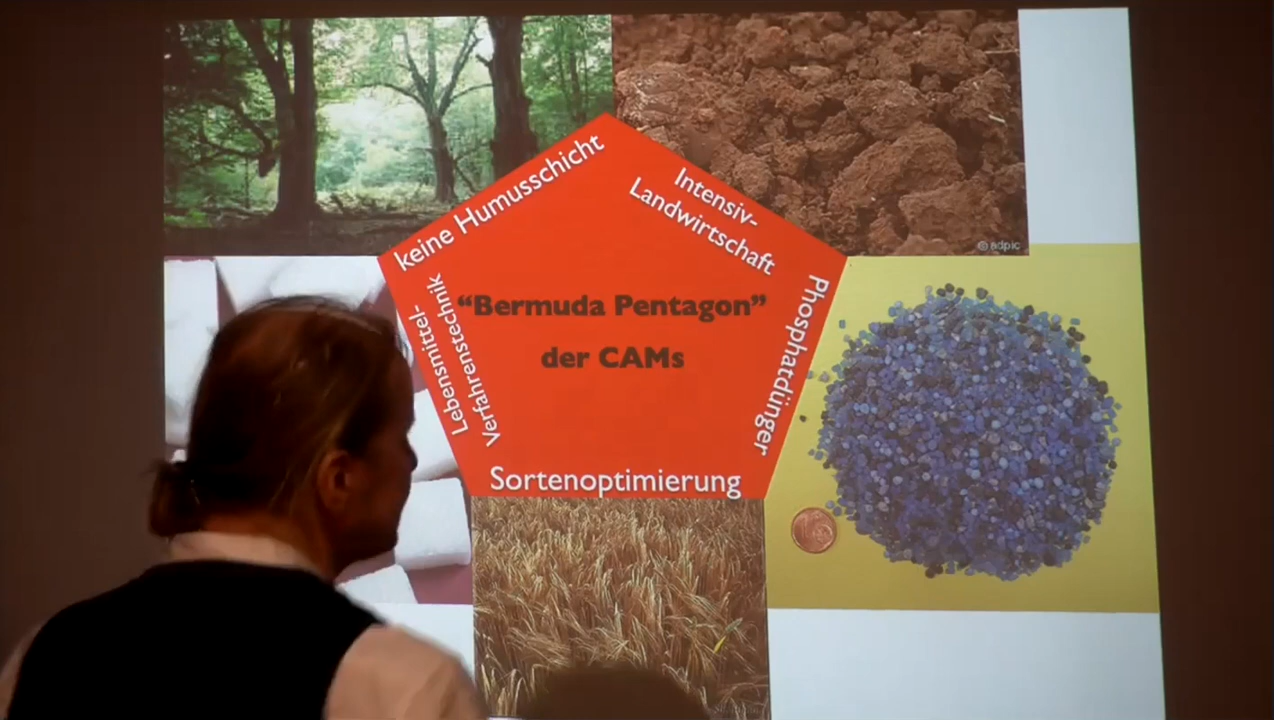 keine Humusschicht
Intensiv-
Landwirtschaft
© adpic
“Bermuda Pentagon”
der CAMs
Lebensmittel-
Verfahrenstechnik
Phosphatdünger
Sortenoptimierung